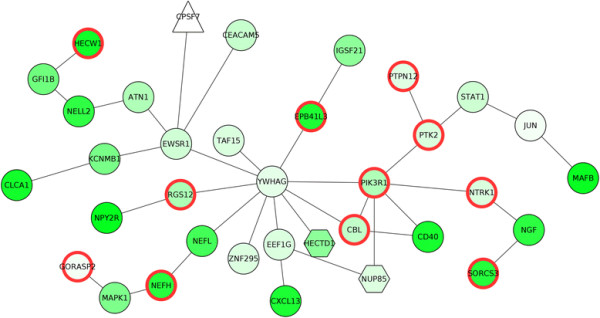 CPSF7
HECW1
CEACAM5
IGSF21
GFI1B
PTPN12
ATN1
STAT1
NELL2
EPB41L3
JUN
PTK2
TAF15
EWSR1
KCNMB1
MAFB
CLCA1
YWHAG
PIK3R1
RGS12
NTRK1
NPY2R
CBL
NGF
CD40
NEFL
HECTD1
EEF1G
ZNF295
GORASP2
SORCS3
NUP85
NEFH
MAPK1
CXCL13